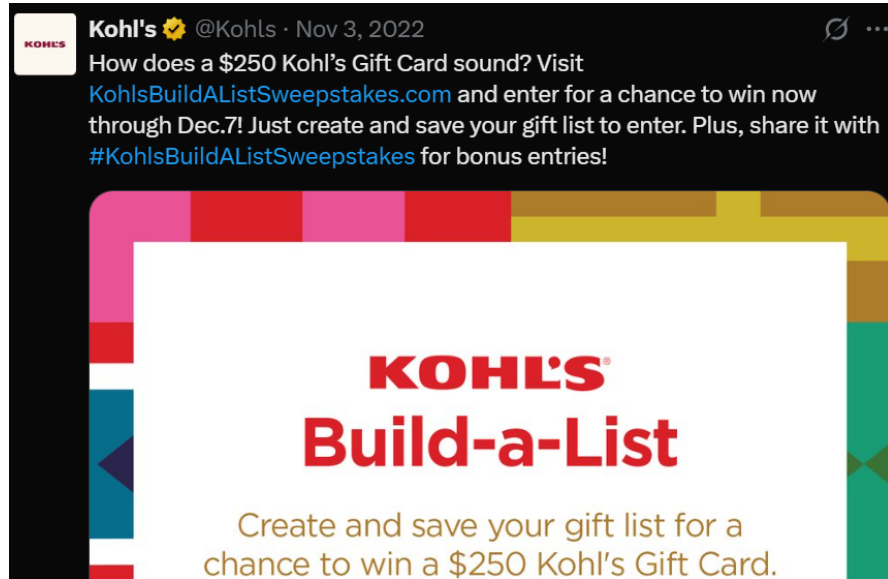 KOHL'S
Kohl's @Kohls · Nov 3, 2022
How does a $250 Kohl’s Gift Card sound? Visit
KohlsBuildAListSweepstakes.com and enter for a chance to win now
through Dec.7! Just create and save your gift list to enter. Plus, share it with
#KohlsBuildAListSweepstakes for bonus entries!
KOHL'S®
Build-a-List
Create and save your gift list for a
chance to win a $250 Kohl's Gift Card.